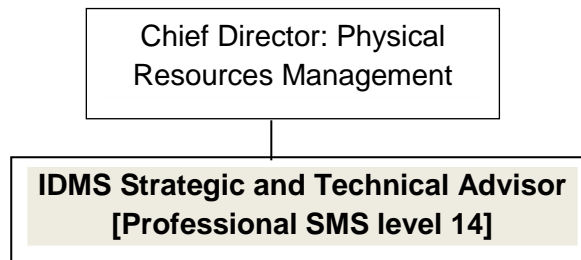 Chief Director: Physical
Resources Management
IDMS Strategic and Technical Advisor
[Professional SMS level 14]